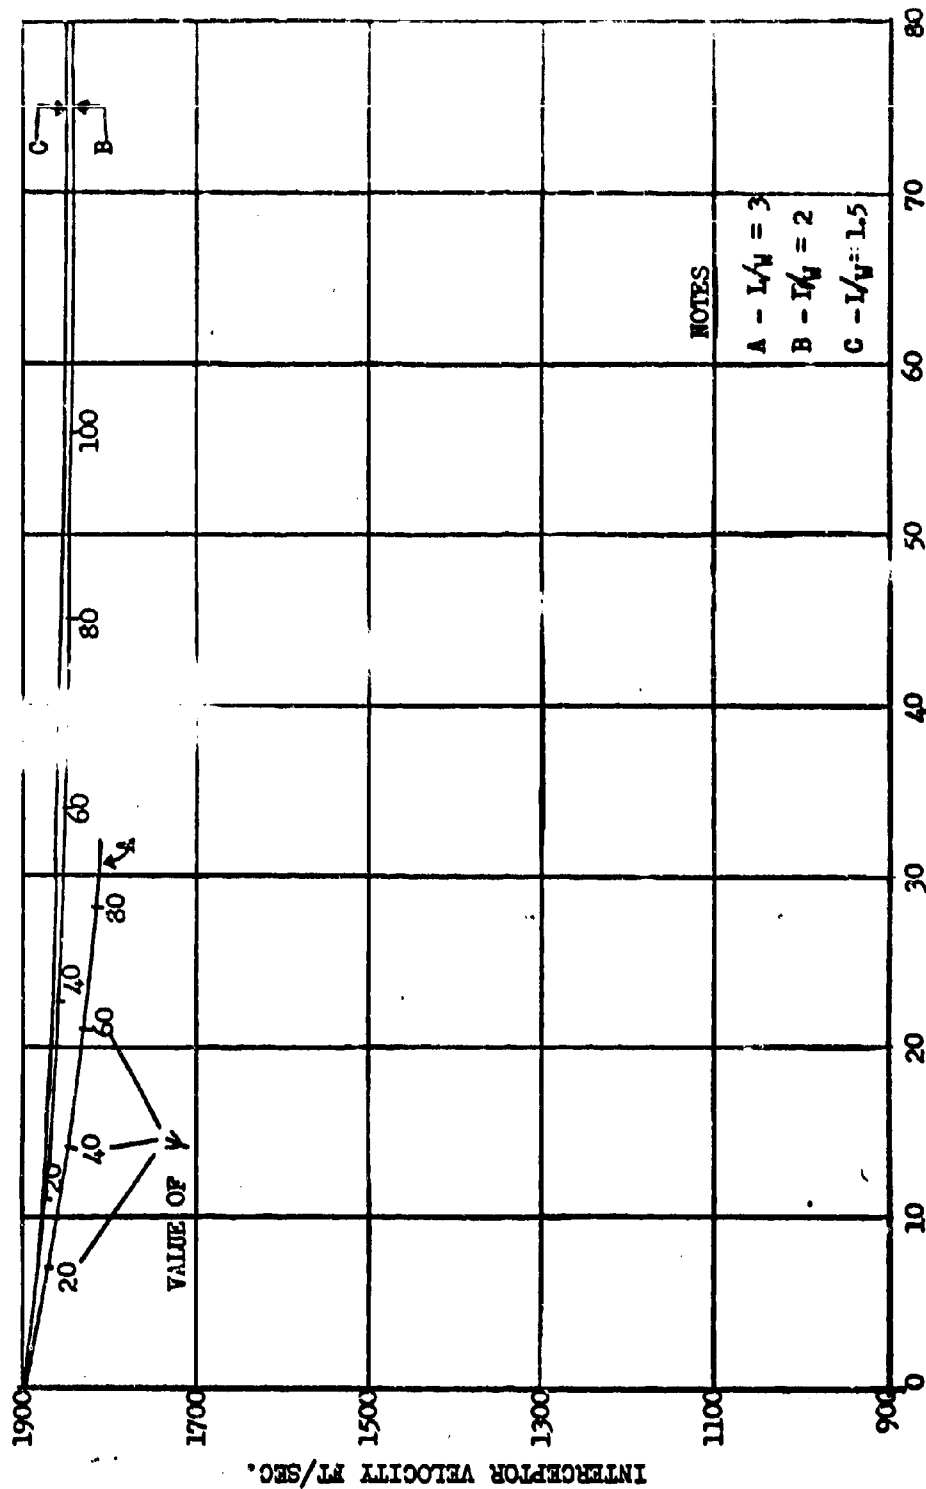 INTERCEPTOR VELOCITY FT/SEC.
1900
1700
1500
1300
1100
900
0
10
20
30
40
50
60
70
80
C
B
A
20
40
60
80
20
40
60
80
100
VALUE OF ψ
NOTES
A - L/W = 3
B - L/W = 2
C - L/W = 1.5